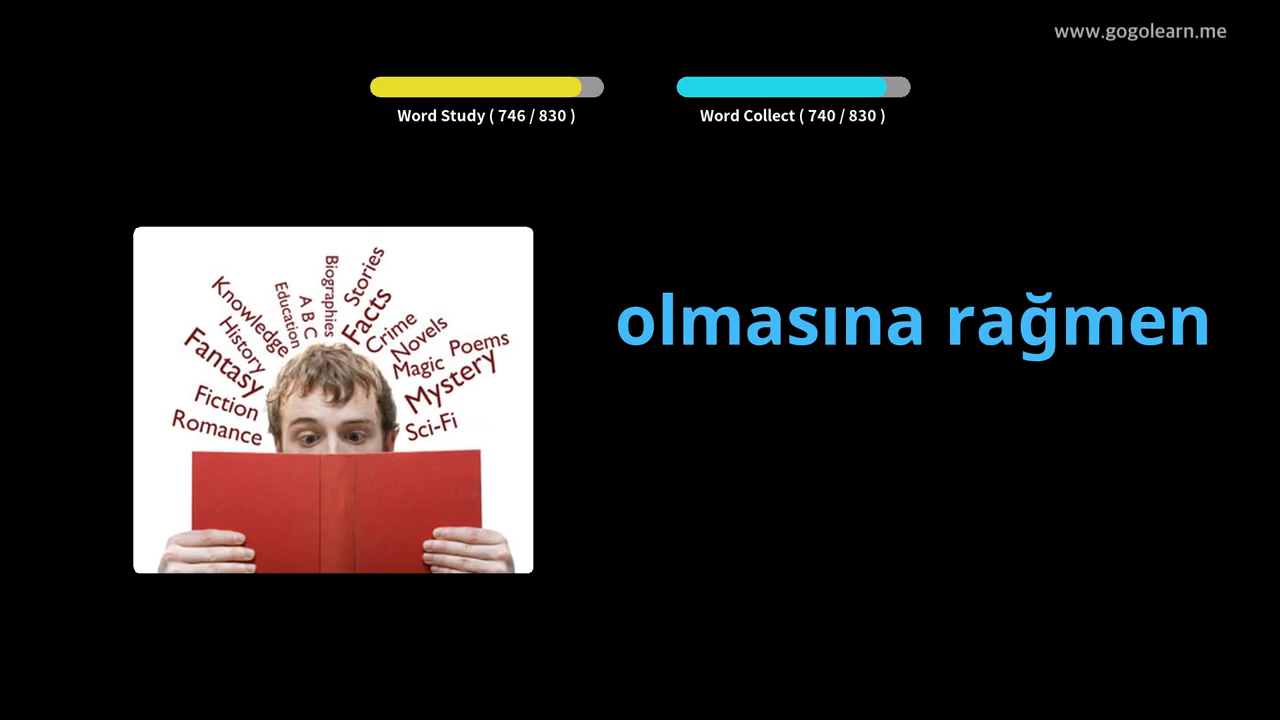 www.gogolearn.me
Word Study ( 746 / 830 )
Word Collect ( 740 / 830 )
olmasına rağmen
Knowledge
Education
A B C
Biographies
Stories
Facts
Crime
Novels
Poems
Magic
Mystery
Sci-Fi
History
Fantasy
Fiction
Romance